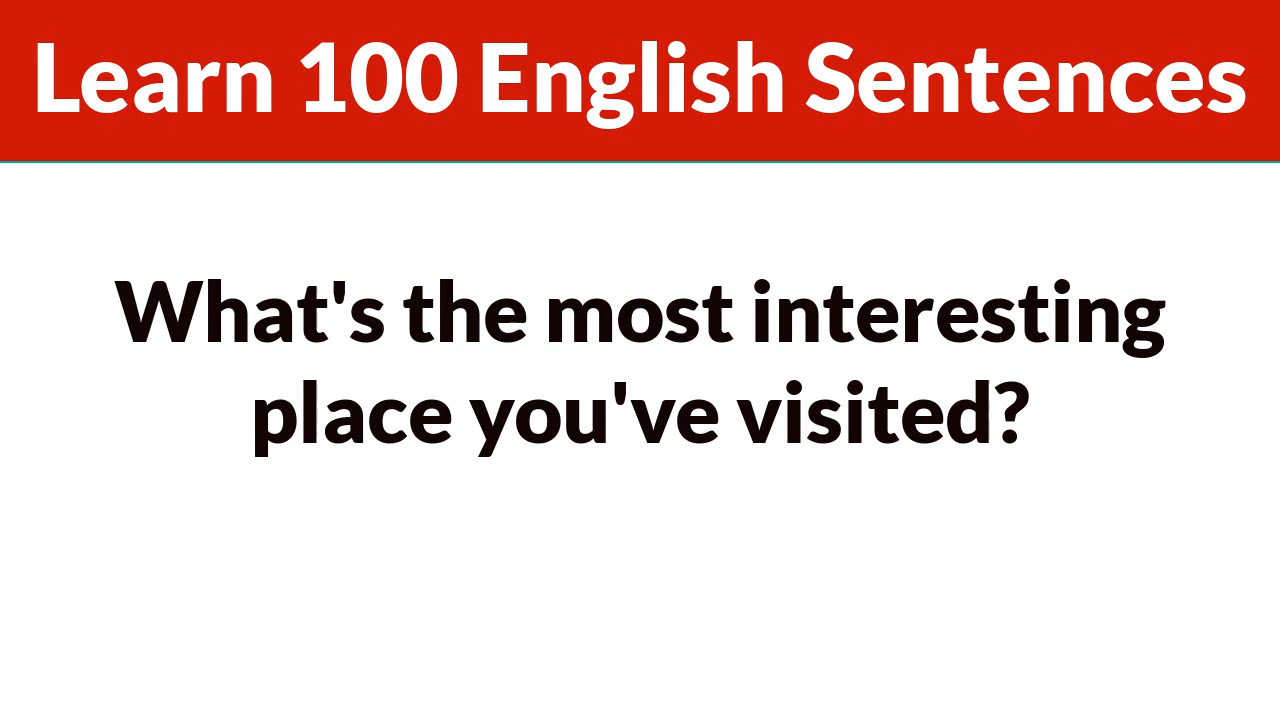 Learn 100 English Sentences
What's the most interesting
place you've visited?